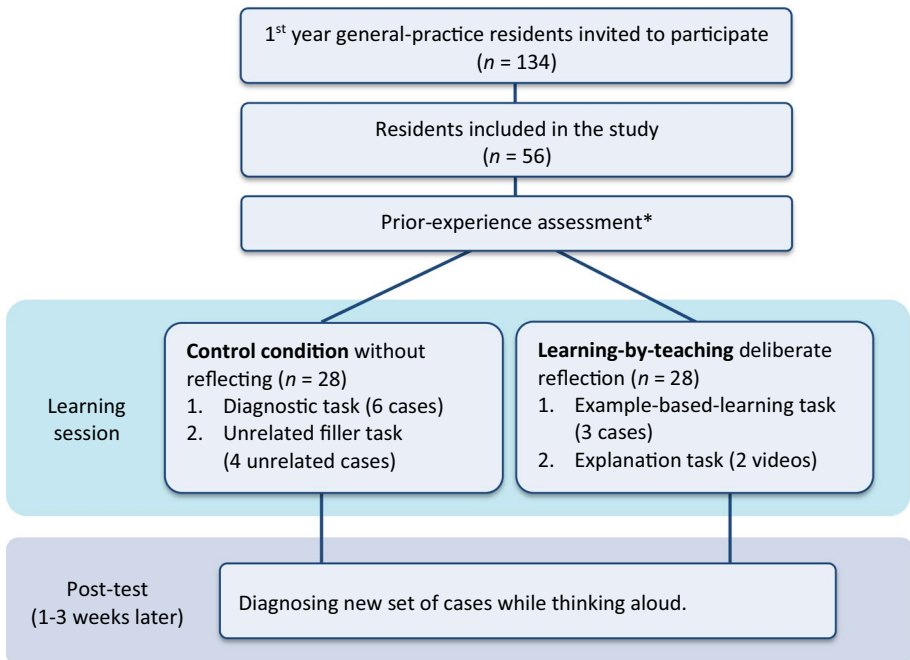 1st year general-practice residents invited to participate
(n = 134)
Residents included in the study
(n = 56)
Prior-experience assessment*
Learning
session
Control condition without
reflecting (n = 28)
1. Diagnostic task (6 cases)
2. Unrelated filler task
(4 unrelated cases)
Learning-by-teaching deliberate
reflection (n = 28)
1. Example-based-learning task
(3 cases)
2. Explanation task (2 videos)
Post-test
(1-3 weeks later)
Diagnosing new set of cases while thinking aloud.